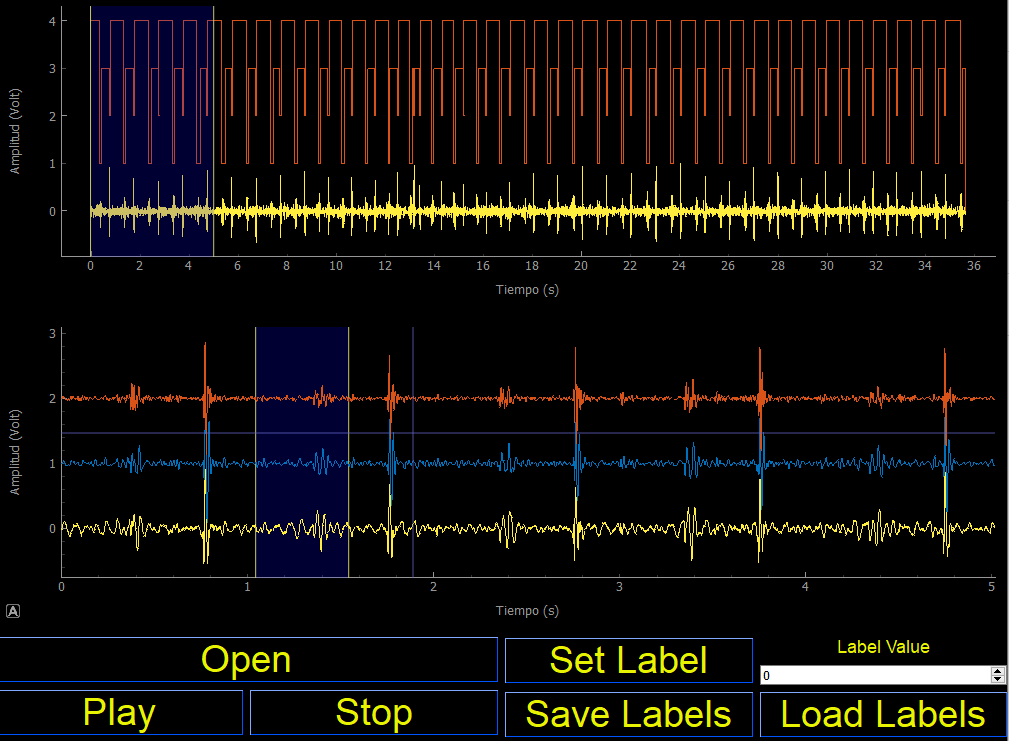 4
3
2
1
0
Amplitud (Volt)
0 2 4 6 8 10 12 14 16 18 20 22 24 26 28 30 32 34 36
Tiempo (s)
3
2
1
0
Amplitud (Volt)
0 1 2 3 4 5
Tiempo (s)
A
Open
Set Label
Label Value
0
Play
Stop
Save Labels
Load Labels